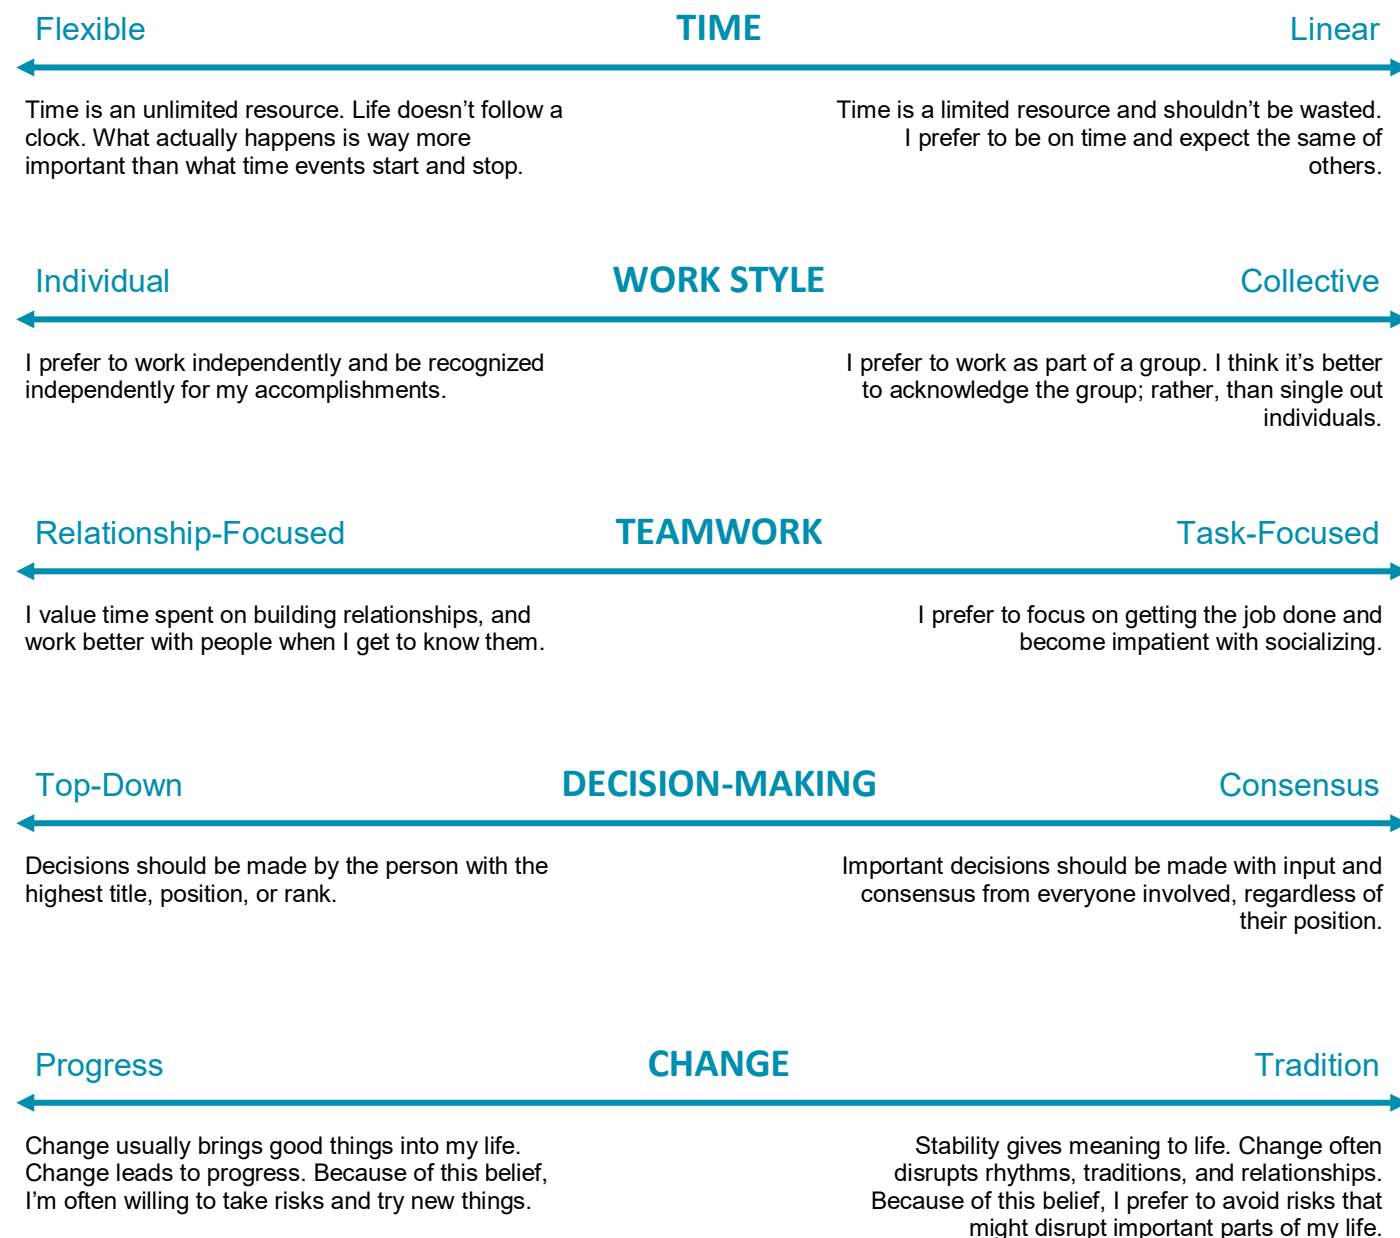 Flexible TIME Linear
Time is an unlimited resource. Life doesn’t follow a
clock. What actually happens is way more
important than what time events start and stop.
Time is a limited resource and shouldn’t be wasted.
I prefer to be on time and expect the same of
others.
Individual WORK STYLE Collective
I prefer to work independently and be recognized
independently for my accomplishments.
I prefer to work as part of a group. I think it’s better
to acknowledge the group; rather, than single out
individuals.
Relationship-Focused TEAMWORK Task-Focused
I value time spent on building relationships, and
work better with people when I get to know them.
I prefer to focus on getting the job done and
become impatient with socializing.
Top-Down DECISION-MAKING Consensus
Decisions should be made by the person with the
highest title, position, or rank.
Important decisions should be made with input and
consensus from everyone involved, regardless of
their position.
Progress CHANGE Tradition
Change usually brings good things into my life.
Change leads to progress. Because of this belief,
I’m often willing to take risks and try new things.
Stability gives meaning to life. Change often
disrupts rhythms, traditions, and relationships.
Because of this belief, I prefer to avoid risks that
might disrupt important parts of my life.